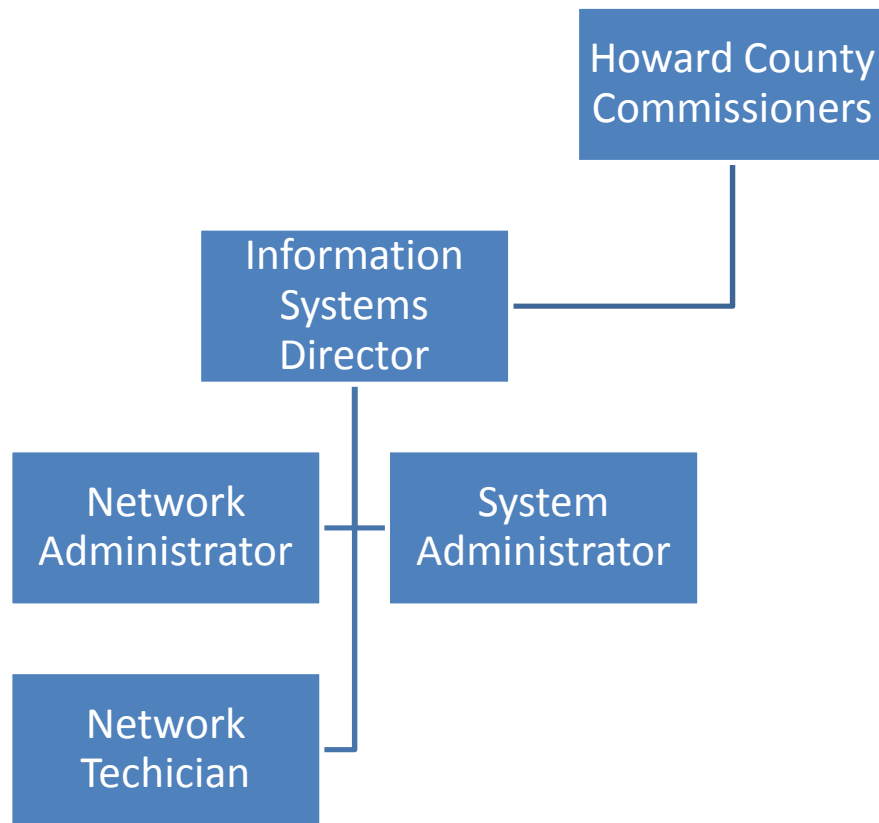 Howard County
Commissioners
Information
Systems
Director
Network
Administrator
System
Administrator
Network
Techician